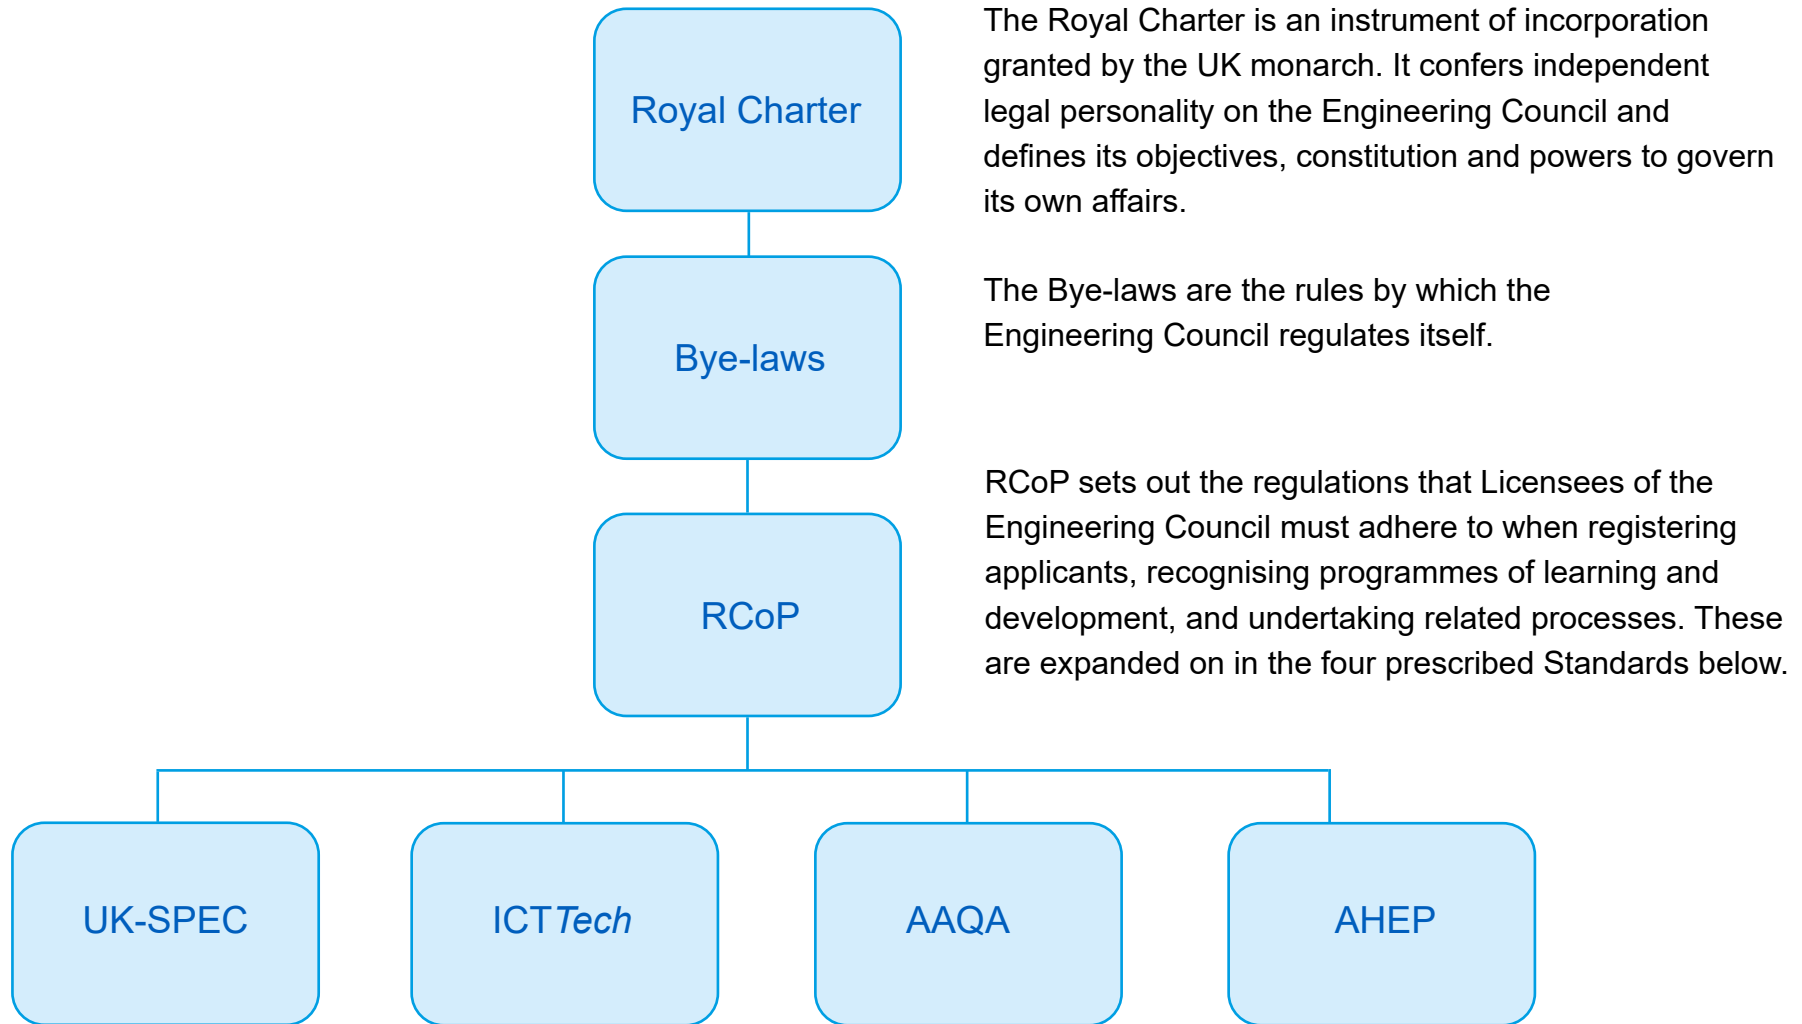 Royal Charter
The Royal Charter is an instrument of incorporation
granted by the UK monarch. It confers independent
legal personality on the Engineering Council and
defines its objectives, constitution and powers to govern
its own affairs.
Bye-laws
The Bye-laws are the rules by which the
Engineering Council regulates itself.
RCoP
RCoP sets out the regulations that Licensees of the
Engineering Council must adhere to when registering
applicants, recognising programmes of learning and
development, and undertaking related processes. These
are expanded on in the four prescribed Standards below.
UK-SPEC
ICTTech
AAQA
AHEP